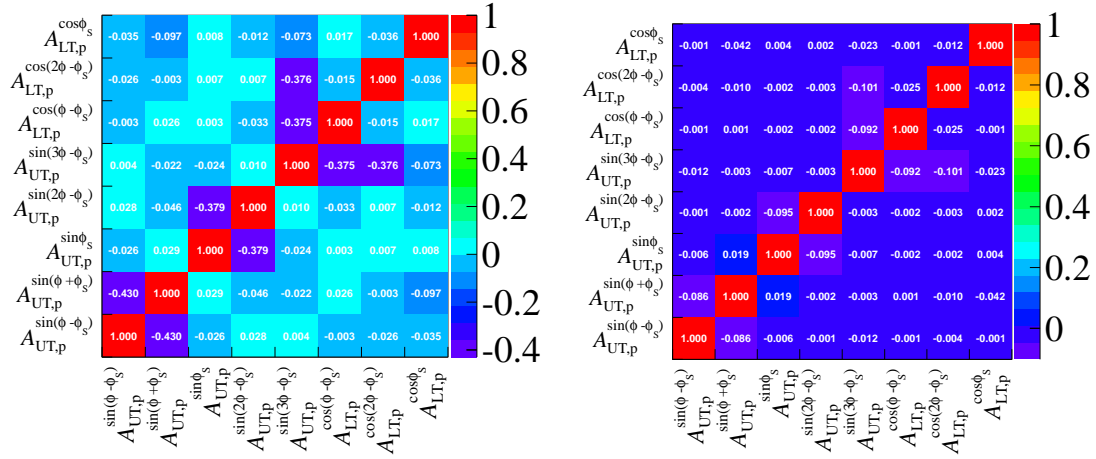 A_{LT,p}^{cosϕ_S} -0.035 -0.097 0.008 -0.012 -0.073 0.017 -0.036 1.000
A_{LT,p}^{cos(2ϕ-ϕ_S)} -0.026 -0.003 0.007 0.007 -0.376 -0.015 1.000 -0.036
A_{LT,p}^{cos(ϕ-ϕ_S)} -0.003 0.026 0.003 -0.033 -0.375 1.000 -0.015 0.017
A_{UT,p}^{sin(3ϕ-ϕ_S)} 0.004 -0.022 -0.024 0.010 1.000 -0.375 -0.376 -0.073
A_{UT,p}^{sin(2ϕ-ϕ_S)} 0.028 -0.046 -0.379 1.000 0.010 -0.033 0.007 -0.012
A_{UT,p}^{sinϕ_S} -0.026 0.029 1.000 -0.379 -0.024 0.003 0.007 0.008
A_{UT,p}^{sin(ϕ+ϕ_S)} -0.430 1.000 0.029 -0.046 -0.022 0.026 -0.003 -0.097
A_{UT,p}^{sin(ϕ-ϕ_S)} 1.000 -0.430 -0.026 0.028 0.004 -0.003 -0.026 -0.035
A_{UT,p}^{sin(ϕ-ϕ_S)}
A_{UT,p}^{sin(ϕ+ϕ_S)}
A_{UT,p}^{sinϕ_S}
A_{UT,p}^{sin(2ϕ-ϕ_S)}
A_{UT,p}^{sin(3ϕ-ϕ_S)}
A_{LT,p}^{cos(ϕ-ϕ_S)}
A_{LT,p}^{cos(2ϕ-ϕ_S)}
A_{LT,p}^{cosϕ_S}
1
0.8
0.6
0.4
0.2
0
-0.2
-0.4
A_{LT,p}^{cosϕ_S} -0.001 -0.042 0.004 0.002 -0.023 -0.001 -0.012 1.000
A_{LT,p}^{cos(2ϕ-ϕ_S)} -0.004 -0.010 -0.002 -0.003 -0.101 -0.025 1.000 -0.012
A_{LT,p}^{cos(ϕ-ϕ_S)} -0.001 0.001 -0.002 -0.002 -0.092 1.000 -0.025 -0.001
A_{UT,p}^{sin(3ϕ-ϕ_S)} -0.012 -0.003 -0.007 -0.003 1.000 -0.092 -0.101 -0.023
A_{UT,p}^{sin(2ϕ-ϕ_S)} -0.001 -0.002 -0.095 1.000 -0.003 -0.002 -0.003 0.002
A_{UT,p}^{sinϕ_S} -0.006 0.019 1.000 -0.095 -0.007 -0.002 -0.002 0.004
A_{UT,p}^{sin(ϕ+ϕ_S)} -0.086 1.000 0.019 -0.002 -0.003 0.001 -0.010 -0.042
A_{UT,p}^{sin(ϕ-ϕ_S)} 1.000 -0.086 -0.006 -0.001 -0.012 -0.001 -0.004 -0.001
A_{UT,p}^{sin(ϕ-ϕ_S)}
A_{UT,p}^{sin(ϕ+ϕ_S)}
A_{UT,p}^{sinϕ_S}
A_{UT,p}^{sin(2ϕ-ϕ_S)}
A_{UT,p}^{sin(3ϕ-ϕ_S)}
A_{LT,p}^{cos(ϕ-ϕ_S)}
A_{LT,p}^{cos(2ϕ-ϕ_S)}
A_{LT,p}^{cosϕ_S}
1
0.8
0.6
0.4
0.2
0